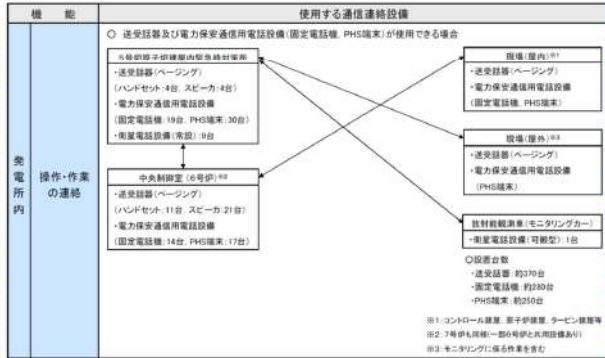 機 能
使用する通信連絡設備
発電所内
操作・作業
の連絡
○ 送受話器及び電力保安通信用電話設備(固定電話機、PHS端末)が使用できる場合
5号炉原子炉建屋内緊急時対策所
・送受話器(ページング)
(ハンドセット:4台、スピーカ:4台)
・電力保安通信用電話設備
(固定電話機:19台、PHS端末:30台)
・衛星電話設備(常設):9台
中央制御室(6号炉)※2
・送受話器(ページング)
(ハンドセット:11台、スピーカ:21台)
・電力保安通信用電話設備
(固定電話機:14台、PHS端末:17台)
現場(屋内)※1
・送受話器(ページング)
・電力保安通信用電話設備
(固定電話機、PHS端末)
現場(屋外)※3
・送受話器(ページング)
・電力保安通信用電話設備
(PHS端末)
放射能観測車(モニタリングカー)
・衛星電話設備(可搬型):1台
○設置台数
・送受話器:約370台
・固定電話機:約280台
・PHS端末:約250台
※1:コントロール建屋、原子炉建屋、タービン建屋等
※2:7号炉も同様(一部6号炉と共用設備あり)
※3:モニタリングに係る作業を含む